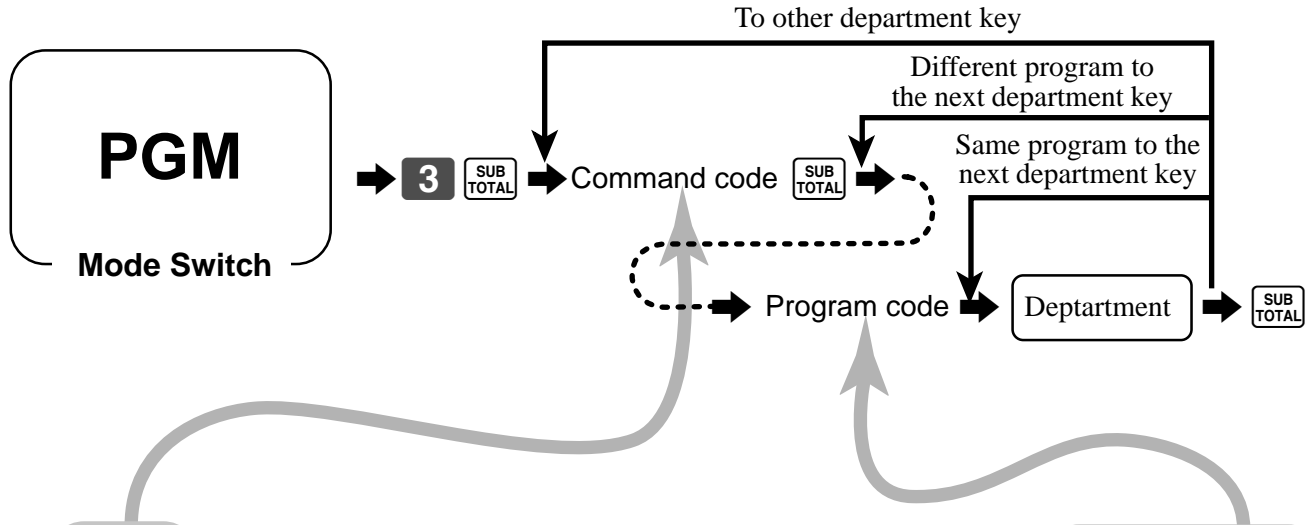 To other department key
Different program to
the next department key
Same program to the
next department key
PGM
Mode Switch
3 SUB TOTAL Command code SUB TOTAL
Program code Deptartment SUB TOTAL